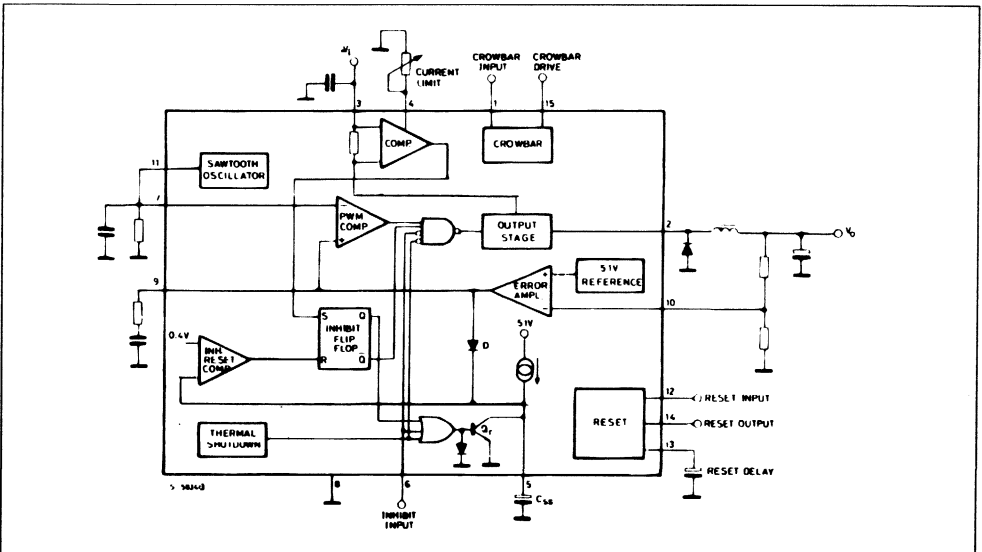 Vi
CURRENT
LIMIT
CROWBAR
INPUT
CROWBAR
DRIVE
3
4
1
15
COMP
CROWBAR
11
SAWTOOTH
OSCILLATOR
7
PWM
COMP
OUTPUT
STAGE
2
Vo
5.1V
REFERENCE
ERROR
AMPL
9
10
0.4V
INH
RESET
COMP
S
Q
INHIBIT
FLIP
FLOP
R
Q
D
5.1V
12
RESET INPUT
RESET
14
RESET OUTPUT
13
RESET DELAY
THERMAL
SHUTDOWN
Qr
8
6
5
INHIBIT
INPUT
Css